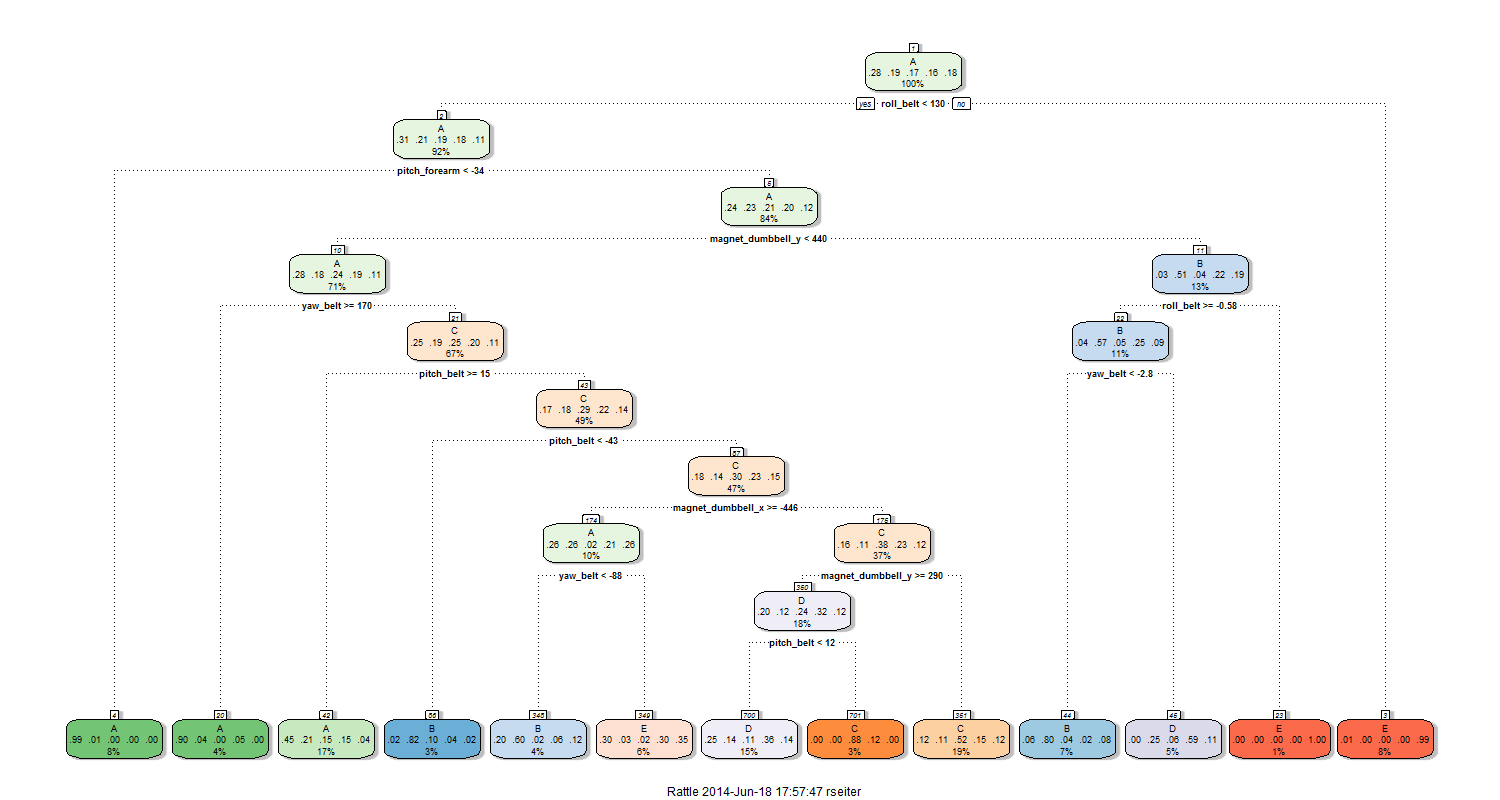 1
A
.28 .19 .17 .16 .18
100%
yes roll_belt < 130 no
2
A
.31 .21 .19 .18 .11
92%
pitch_forearm < -34
5
A
.24 .23 .21 .20 .12
84%
magnet_dumbbell_y < 440
10
A
.28 .18 .24 .19 .11
71%
11
B
.03 .51 .04 .22 .19
13%
yaw_belt >= 170
roll_belt >= -0.58
21
C
.25 .19 .25 .20 .11
67%
22
B
.04 .57 .05 .25 .09
11%
pitch_belt >= 15
yaw_belt < -2.8
43
C
.17 .18 .29 .22 .14
49%
pitch_belt < -43
87
C
.18 .14 .30 .23 .15
47%
magnet_dumbbell_x >= -446
174
A
.26 .26 .02 .21 .26
10%
175
C
.16 .11 .38 .23 .12
37%
yaw_belt < -88
magnet_dumbbell_y >= 290
350
D
.20 .12 .24 .32 .12
18%
pitch_belt < 12
4
A
.99 .01 .00 .00 .00
8%
20
A
.90 .04 .00 .05 .00
4%
42
A
.45 .21 .15 .15 .04
17%
86
B
.02 .82 .10 .04 .02
3%
348
B
.20 .60 .02 .06 .12
4%
349
E
.30 .03 .02 .30 .35
6%
700
D
.25 .14 .11 .36 .14
15%
701
C
.00 .00 .88 .12 .00
3%
351
C
.12 .11 .52 .15 .12
19%
44
B
.06 .80 .04 .02 .08
7%
45
D
.00 .25 .06 .59 .11
5%
23
E
.00 .00 .00 .00 1.00
1%
3
E
.01 .00 .00 .00 .99
8%
Rattle 2014-Jun-18 17:57:47 rseiter